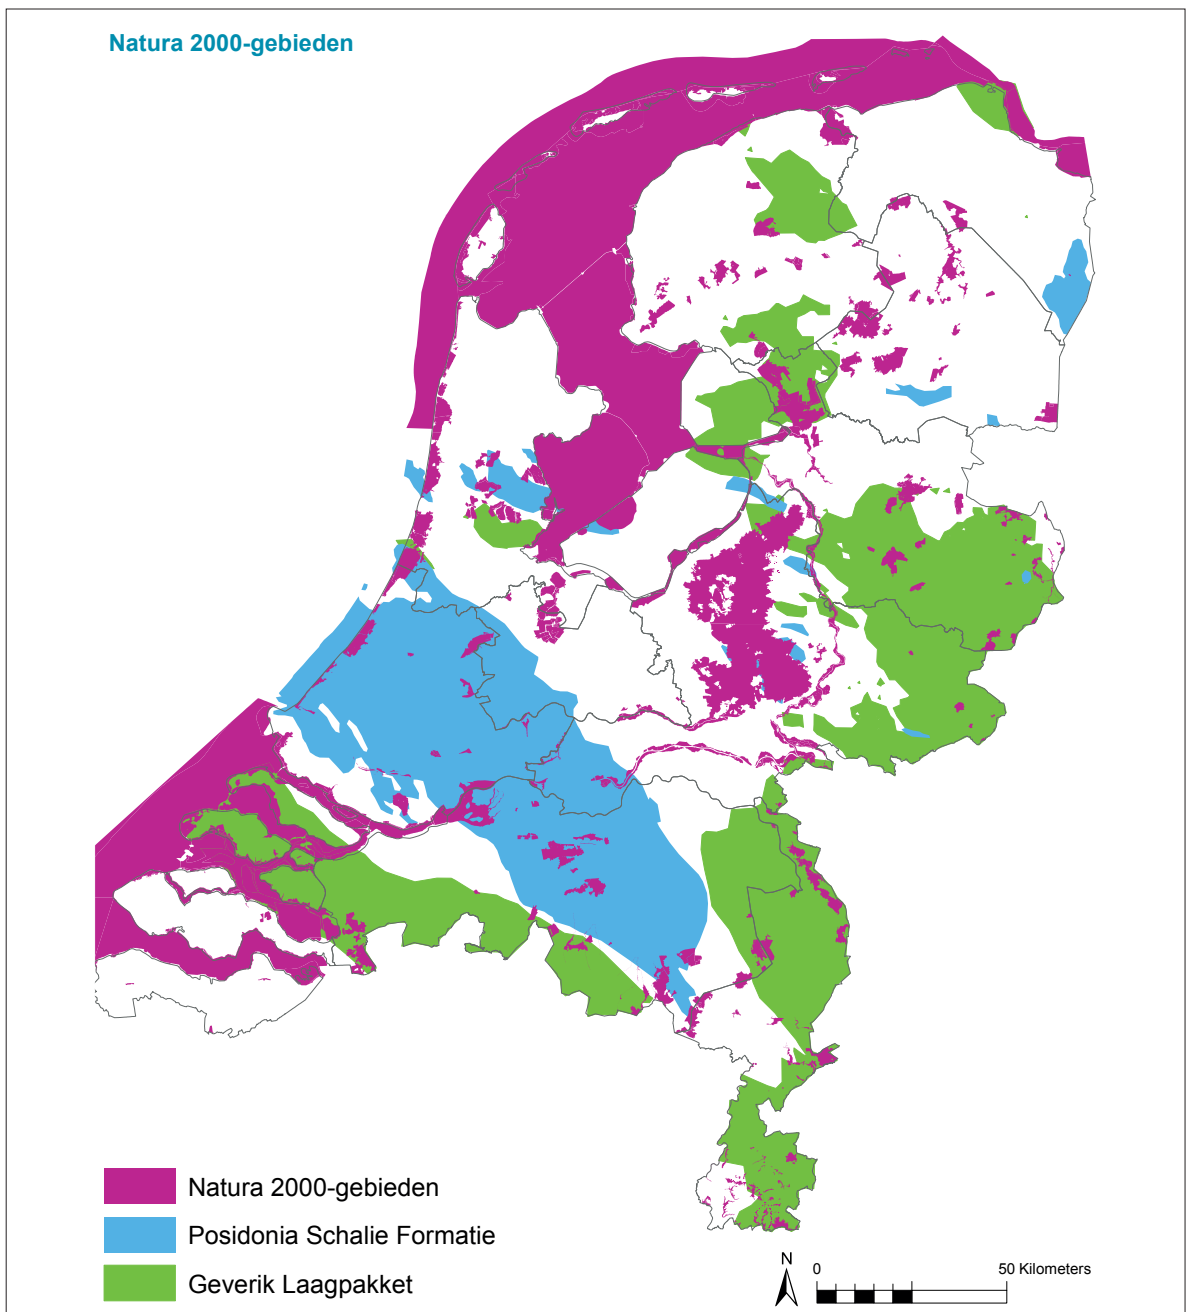 Natura 2000-gebieden
Natura 2000-gebieden
Posidonia Schalie Formatie
Geverik Laagpakket
N
0
50 Kilometers